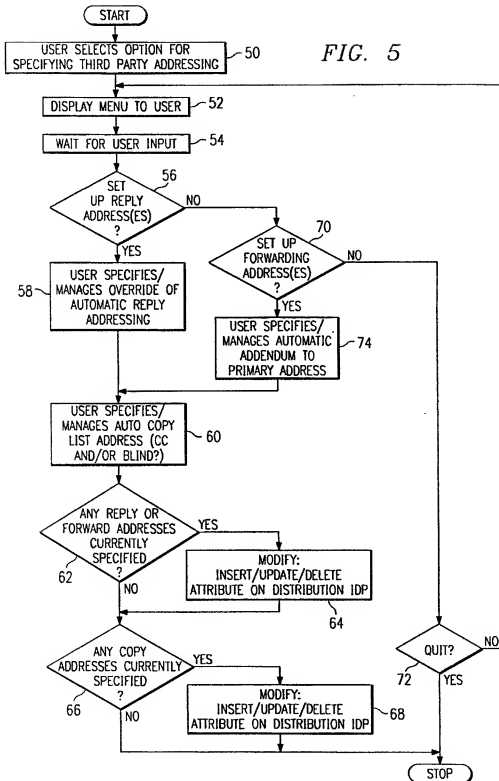 START
USER SELECTS OPTION FOR
SPECIFYING THIRD PARTY ADDRESSING
50
FIG. 5
DISPLAY MENU TO USER
52
WAIT FOR USER INPUT
54
56
SET
UP REPLY
ADDRESS(ES)
?
NO
YES
70
SET UP
FORWARDING
ADDRESS(ES)
?
NO
YES
58
USER SPECIFIES/
MANAGES OVERRIDE OF
AUTOMATIC REPLY
ADDRESSING
USER SPECIFIES/
MANAGES AUTOMATIC
ADDENDUM TO
PRIMARY ADDRESS
74
USER SPECIFIES/
MANAGES AUTO COPY
LIST ADDRESS (CC
AND/OR BLIND?)
60
ANY REPLY OR
FORWARD ADDRESSES
CURRENTLY
SPECIFIED
?
62
YES
NO
MODIFY:
INSERT/UPDATE/DELETE
ATTRIBUTE ON DISTRIBUTION IDP
64
ANY COPY
ADDRESSES CURRENTLY
SPECIFIED
?
66
YES
NO
MODIFY:
INSERT/UPDATE/DELETE
ATTRIBUTE ON DISTRIBUTION IDP
68
QUIT?
72
NO
YES
STOP